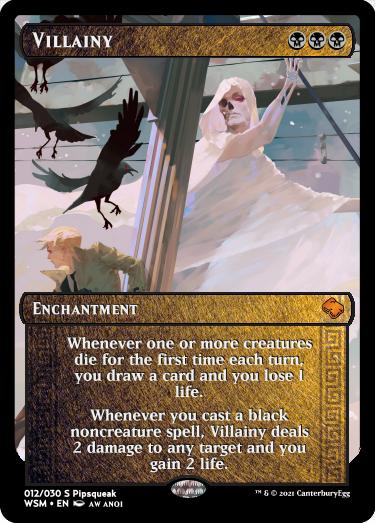 Villainy
Enchantment
Whenever one or more creatures
die for the first time each turn,
you draw a card and you lose 1
life.
Whenever you cast a black
noncreature spell, Villainy deals
2 damage to any target and you
gain 2 life.
012/030 S Pipsqueak
WSM • EN AW ANOI
™ & © 2021 CanterburyEgg